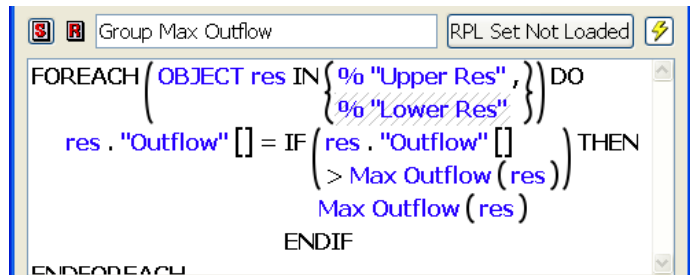 S R Group Max Outflow RPL Set Not Loaded
FOREACH ( OBJECT res IN { % "Upper Res" , } ) DO
% "Lower Res"
res . "Outflow" [] = IF ( res . "Outflow" [] ) THEN
> Max Outflow ( res )
Max Outflow ( res )
ENDIF
ENDFOREACH